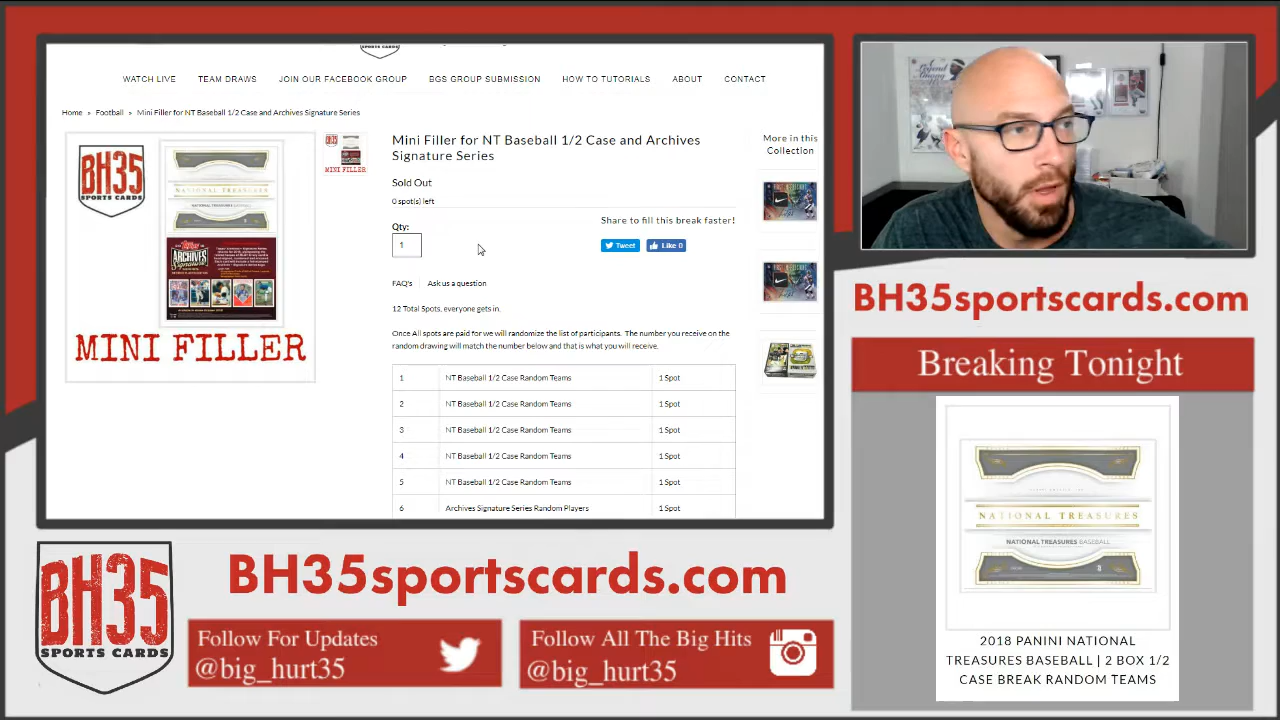 WATCH LIVE TEAM DRAWS JOIN OUR FACEBOOK GROUP BGS GROUP SUBMISSION HOW TO TUTORIALS ABOUT CONTACT
Home » Football » Mini Filler for NT Baseball 1/2 Case and Archives Signature Series
BH35
SPORTS CARDS
NATIONAL TREASURES
Topps
ARCHIVES
Signature
MINI FILLER
MINI FILLER
Mini Filler for NT Baseball 1/2 Case and Archives
Signature Series
Sold Out
0 spot(s) left
Qty:
1
Share to fill this break faster!
Tweet
Like 0
FAQ's Ask us a question
12 Total Spots, everyone gets in.
Once All spots are paid for we will randomize the list of participants. The number you receive on the
random drawing will match the number below and that is what you will receive.
1 NT Baseball 1/2 Case Random Teams 1 Spot
2 NT Baseball 1/2 Case Random Teams 1 Spot
3 NT Baseball 1/2 Case Random Teams 1 Spot
4 NT Baseball 1/2 Case Random Teams 1 Spot
5 NT Baseball 1/2 Case Random Teams 1 Spot
6 Archives Signature Series Random Players 1 Spot
More in this
Collection
BH35sportscards.com
Breaking Tonight
NATIONAL TREASURES
NATIONAL TREASURES BASEBALL
2018 PANINI NATIONAL
TREASURES BASEBALL | 2 BOX 1/2
CASE BREAK RANDOM TEAMS
BH35
SPORTS CARDS
BH35sportscards.com
Follow For Updates
@big_hurt35
Follow All The Big Hits
@big_hurt35